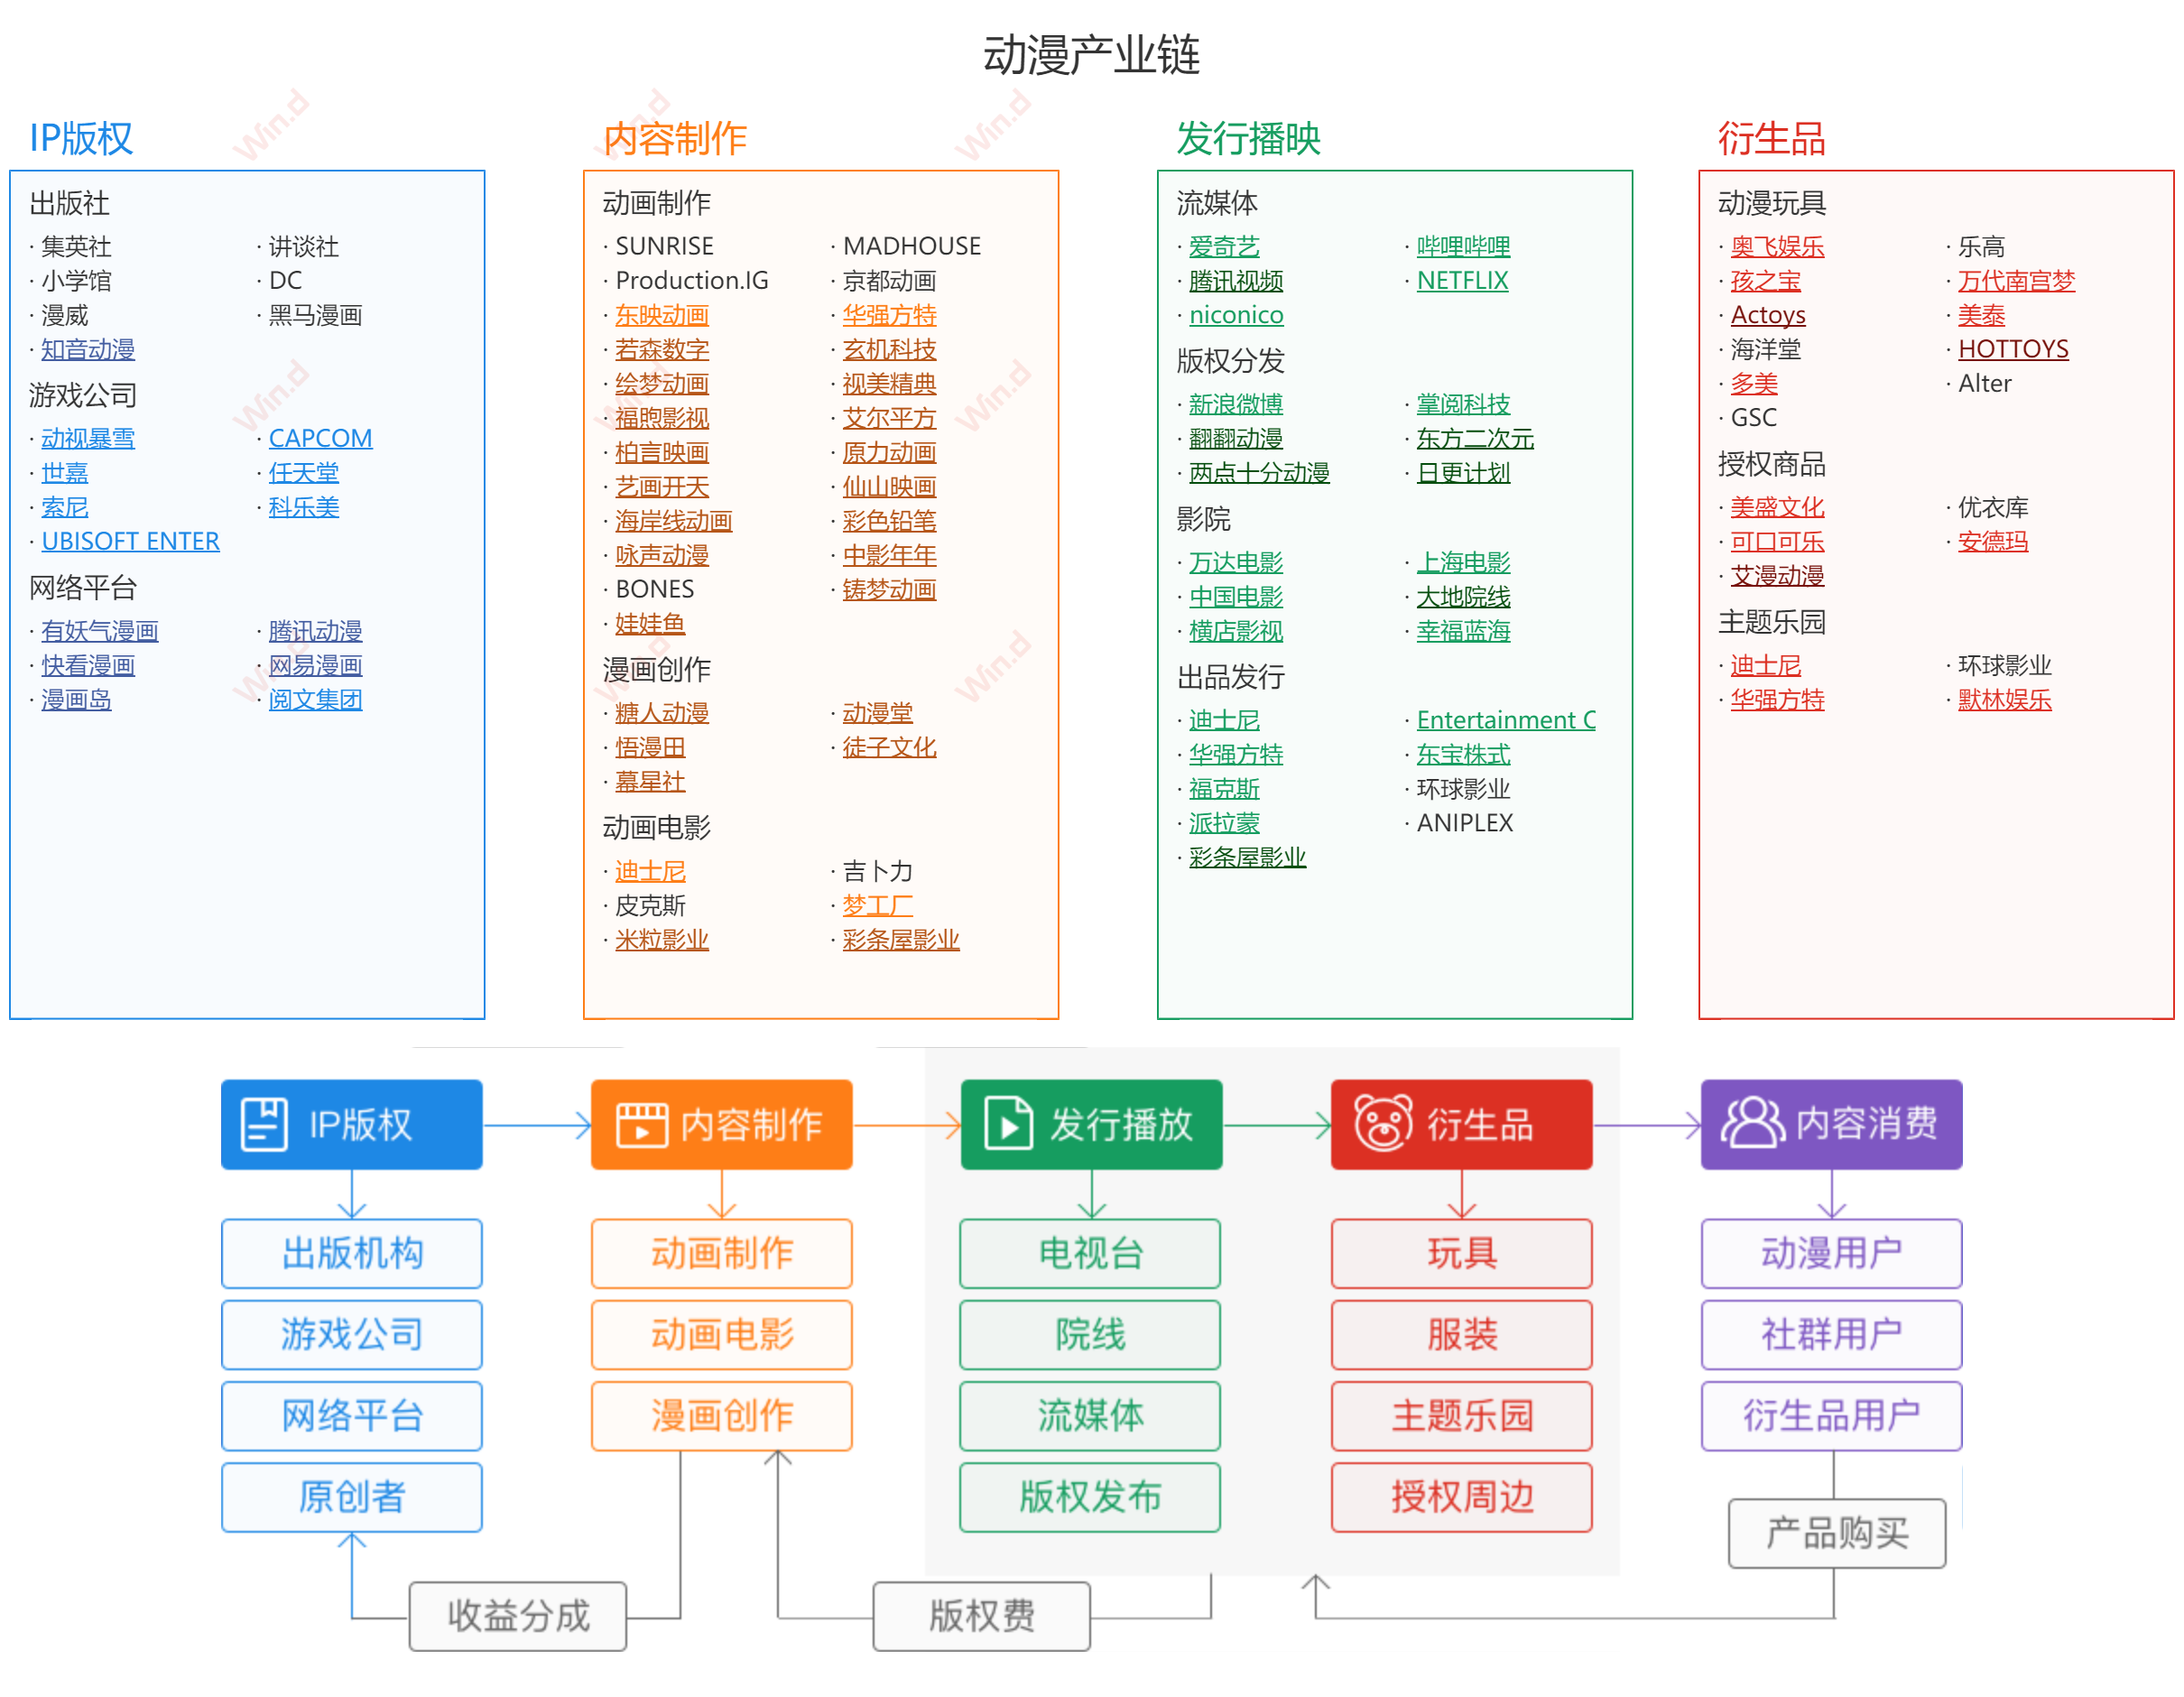 动漫产业链
IP版权
出版社
· 集英社 · 讲谈社
· 小学馆 · DC
· 漫威 · 黑马漫画
· 知音动漫
游戏公司
· 动视暴雪 · CAPCOM
· 世嘉 · 任天堂
· 索尼 · 科乐美
· UBISOFT ENTER
网络平台
· 有妖气漫画 · 腾讯动漫
· 快看漫画 · 网易漫画
· 漫画岛 · 阅文集团
内容制作
动画制作
· SUNRISE · MADHOUSE
· Production.IG · 京都动画
· 东映动画 · 华强方特
· 若森数字 · 玄机科技
· 绘梦动画 · 视美精典
· 福煦影视 · 艾尔平方
· 柏言映画 · 原力动画
· 艺画开天 · 仙山映画
· 海岸线动画 · 彩色铅笔
· 咏声动漫 · 中影年年
· BONES · 铸梦动画
· 娃娃鱼
漫画创作
· 糖人动漫 · 动漫堂
· 悟漫田 · 徒子文化
· 幕星社
动画电影
· 迪士尼 · 吉卜力
· 皮克斯 · 梦工厂
· 米粒影业 · 彩条屋影业
发行播映
流媒体
· 爱奇艺 · 哔哩哔哩
· 腾讯视频 · NETFLIX
· niconico
版权分发
· 新浪微博 · 掌阅科技
· 翻翻动漫 · 东方二次元
· 两点十分动漫 · 日更计划
影院
· 万达电影 · 上海电影
· 中国电影 · 大地院线
· 横店影视 · 幸福蓝海
出品发行
· 迪士尼 · Entertainment C
· 华强方特 · 东宝株式
· 福克斯 · 环球影业
· 派拉蒙 · ANIPLEX
· 彩条屋影业
衍生品
动漫玩具
· 奥飞娱乐 · 乐高
· 孩之宝 · 万代南宫梦
· Actoys · 美泰
· 海洋堂 · HOTTOYS
· 多美 · Alter
· GSC
授权商品
· 美盛文化 · 优衣库
· 可口可乐 · 安德玛
· 艾漫动漫
主题乐园
· 迪士尼 · 环球影业
· 华强方特 · 默林娱乐
Win.d
Win.d
Win.d
Win.d
Win.d
Win.d
Win.d
Win.d
Win.d
IP版权 内容制作 发行播放 衍生品 内容消费
出版机构 动画制作 电视台 玩具 动漫用户
游戏公司 动画电影 院线 服装 社群用户
网络平台 漫画创作 流媒体 主题乐园 衍生品用户
原创者 版权发布 授权周边
产品购买
收益分成 版权费